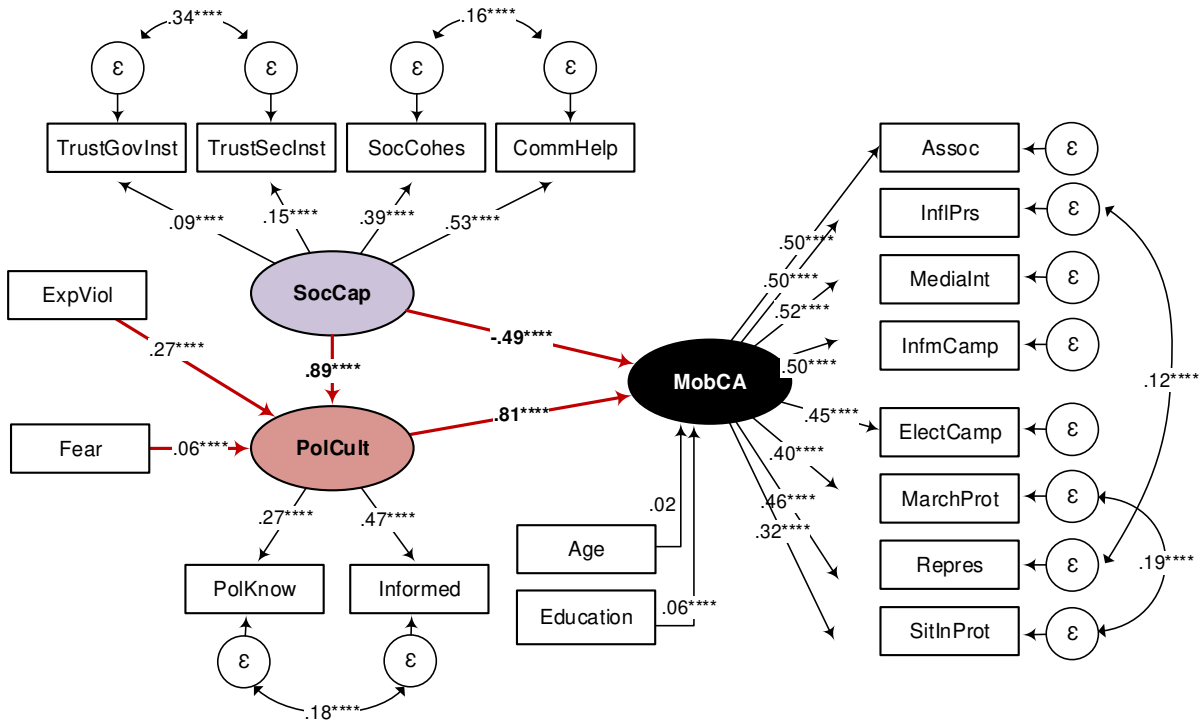 .34****
.16****
ε
ε
ε
ε
TrustGovInst
TrustSecInst
SocCohes
CommHelp
Assoc
ε
.09****
.15****
.39****
.53****
InflPrs
ε
.50****
.50****
ExpViol
SocCap
MediaInt
ε
.52****
-.49****
InfmCamp
ε
.27****
.89****
.50****
MobCA
.12****
.81****
.45****
ElectCamp
ε
Fear
.06****
PolCult
.40****
.27****
.47****
.02
.46****
MarchProt
ε
.32****
Age
.19****
PolKnow
Informed
Repres
ε
Education
.06****
SitInProt
ε
ε
ε
.18****